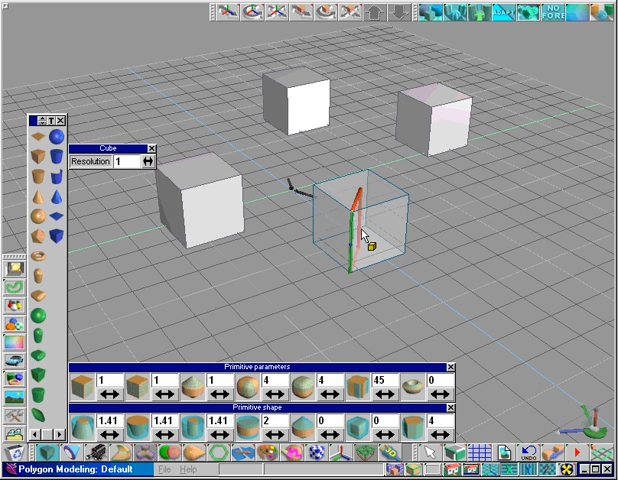 ADAPT
NO
FORE
T X
Cube
Resolution 1
Primitive parameters
1 1 1 4 4 45 0
Primitive shape
1.41 1.41 1.41 2 0 0 4
UNDO
Polygon Modeling: Default File Help